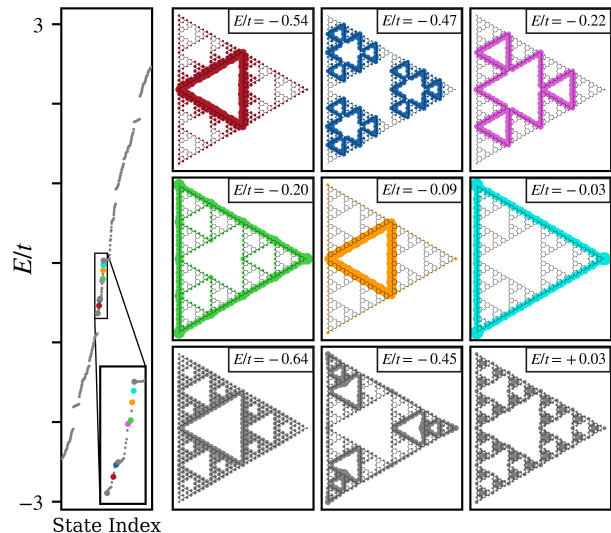 3
E/t
−3
State Index
E/t = −0.54
E/t = −0.47
E/t = −0.22
E/t = −0.20
E/t = −0.09
E/t = −0.03
E/t = −0.64
E/t = −0.45
E/t = +0.03